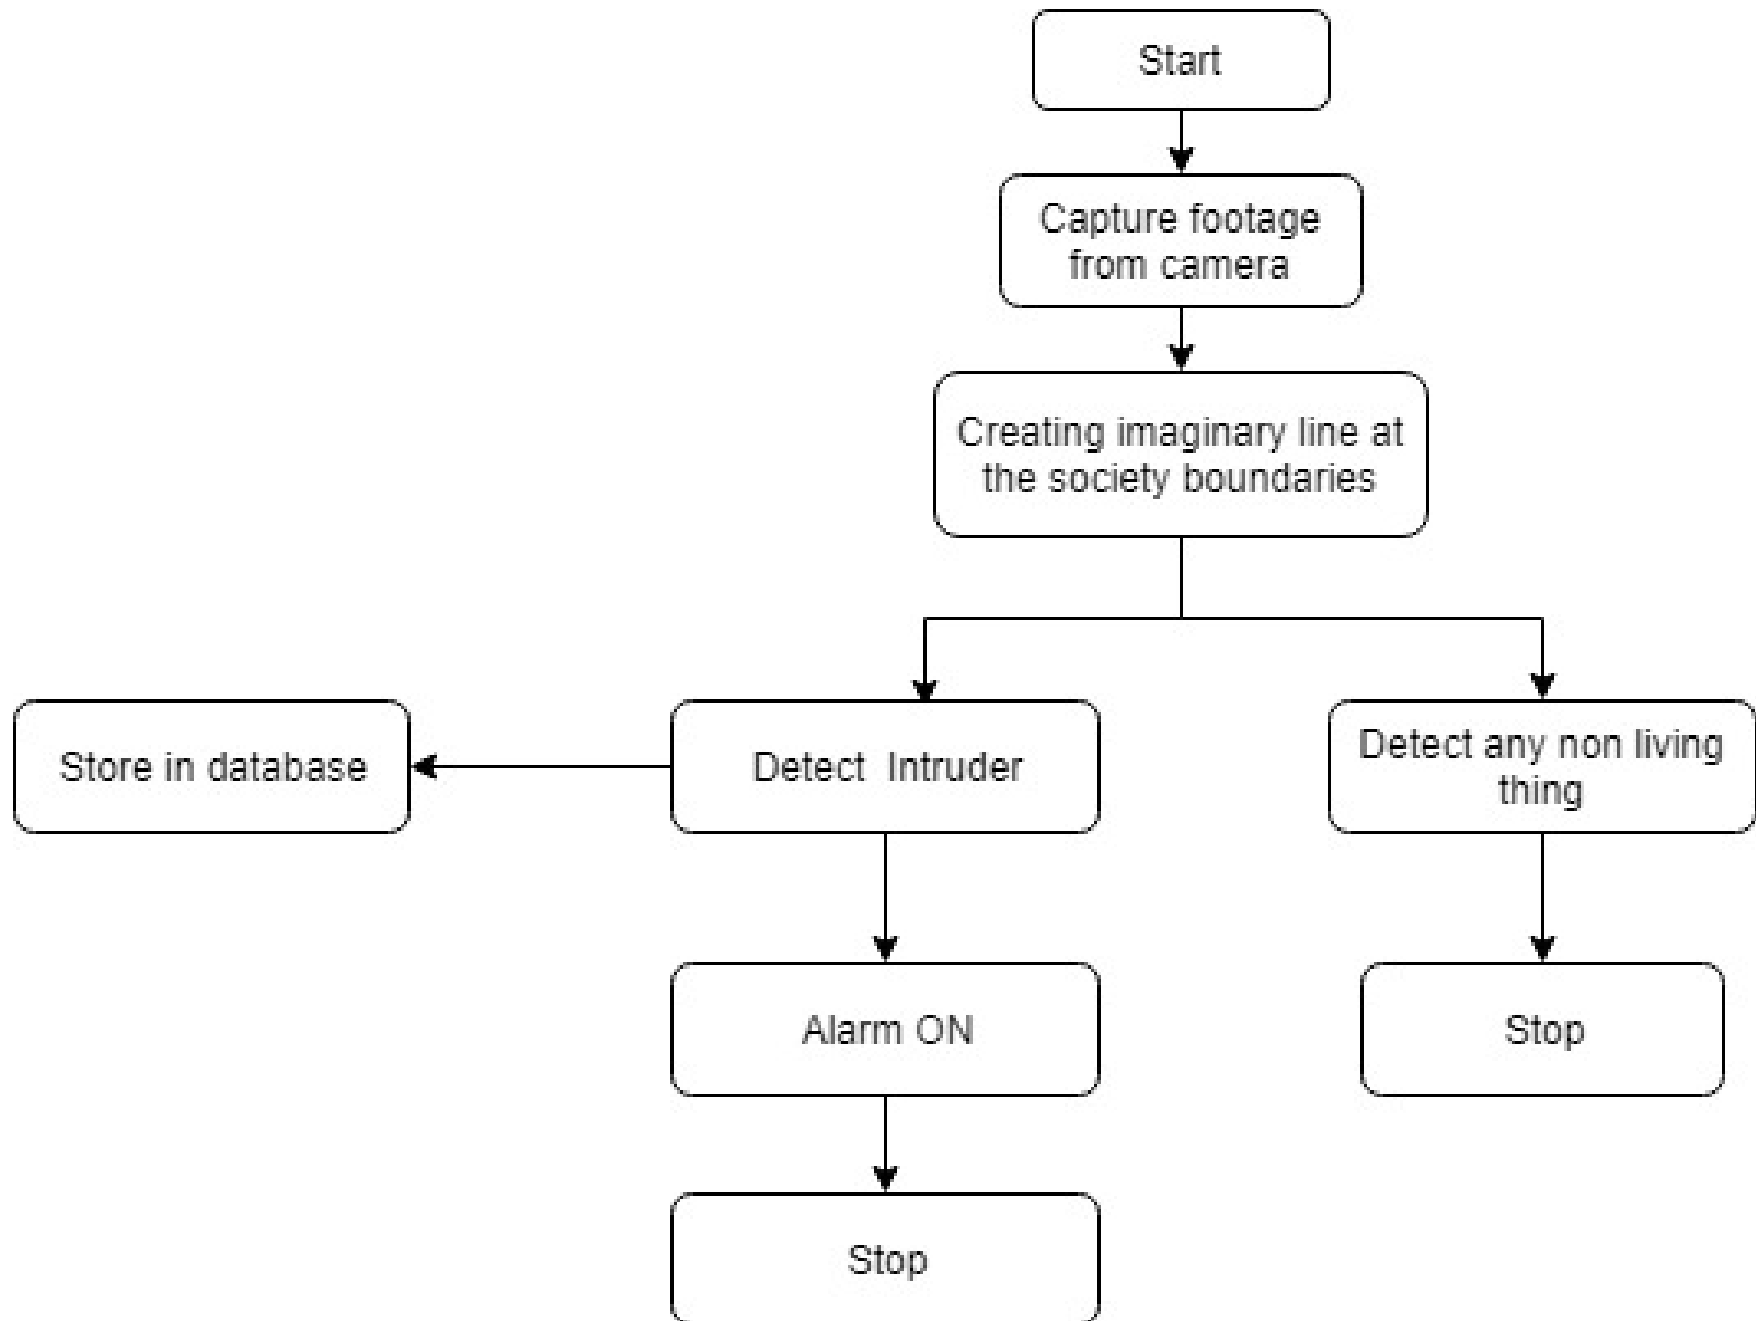 Start
Capture footage
from camera
Creating imaginary line at
the society boundaries
Store in database
Detect Intruder
Detect any non living
thing
Alarm ON
Stop
Stop